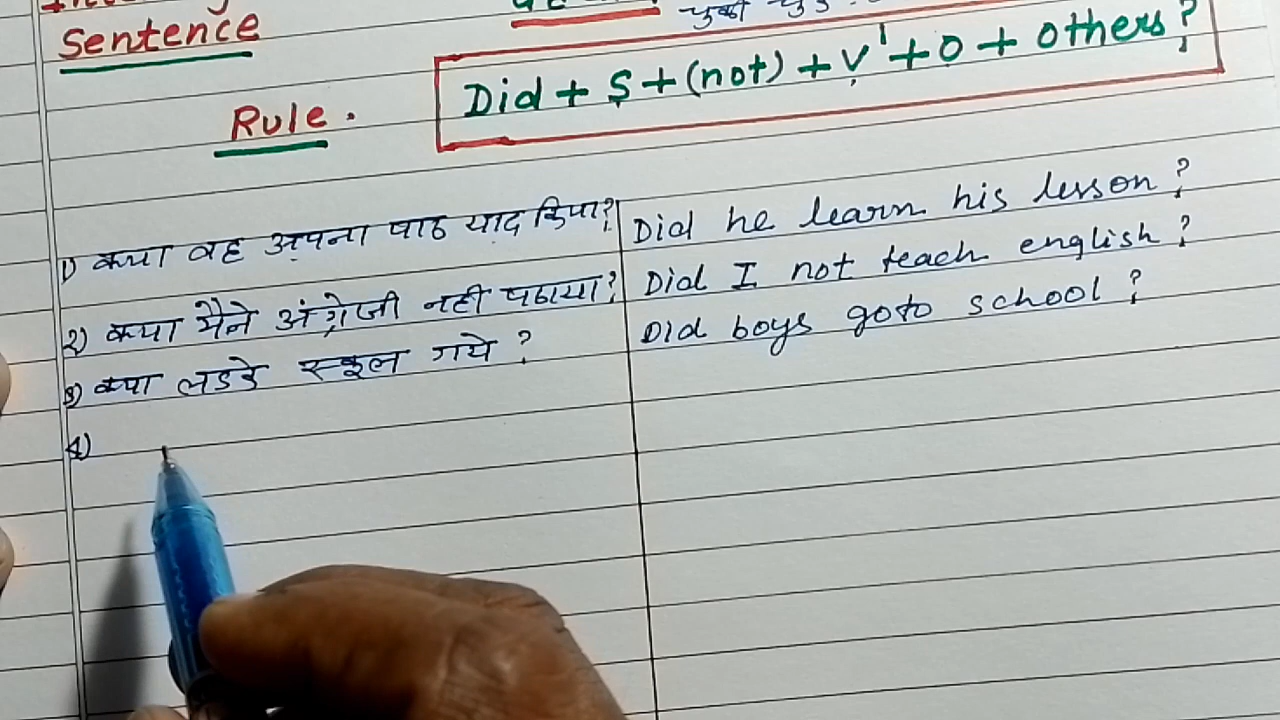 Sentence
Rule.
Did + S + (not) + V¹ + O + Others?
1) क्या वह अपना पाठ याद किया? Did he learn his lesson?
2) क्या मैने अंग्रेजी नही पढाया? Did I not teach english?
3) क्या लडके स्कूल गये? Did boys goto school?
4)